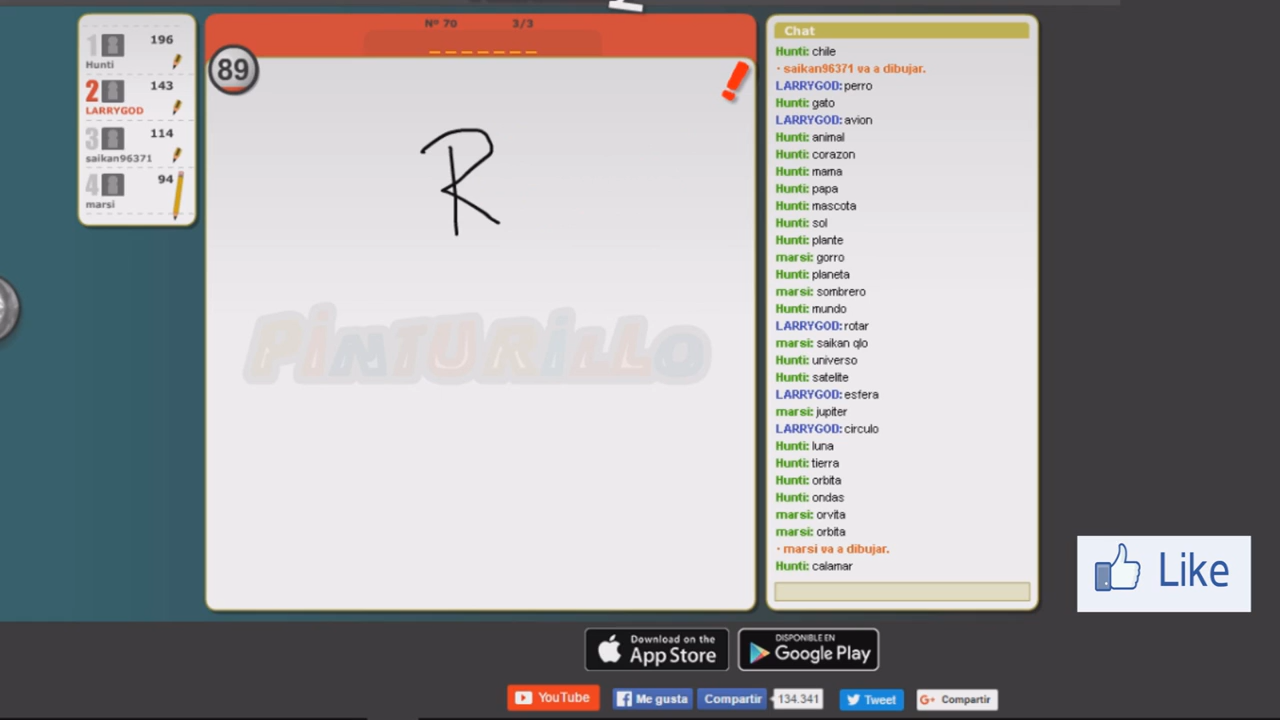 Nº 70 3/3
_ _ _ _ _ _ _
89
1 196
Hunti
2 143
LARRYGOD
3 114
saikan96371
4 94
marsi
R
PINTURILLO
Chat
Hunti: chile
· saikan96371 va a dibujar.
LARRYGOD: perro
Hunti: gato
LARRYGOD: avion
Hunti: animal
Hunti: corazon
Hunti: mama
Hunti: papa
Hunti: mascota
Hunti: sol
Hunti: plante
marsi: gorro
Hunti: planeta
marsi: sombrero
Hunti: mundo
LARRYGOD: rotar
marsi: saikan qlo
Hunti: universo
Hunti: satelite
LARRYGOD: esfera
marsi: jupiter
LARRYGOD: circulo
Hunti: luna
Hunti: tierra
Hunti: orbita
Hunti: ondas
marsi: orvita
marsi: orbita
· marsi va a dibujar.
Hunti: calamar
Like
Download on the
App Store
DISPONIBLE EN
Google Play
YouTube
Me gusta
Compartir
134.341
Tweet
G+ Compartir